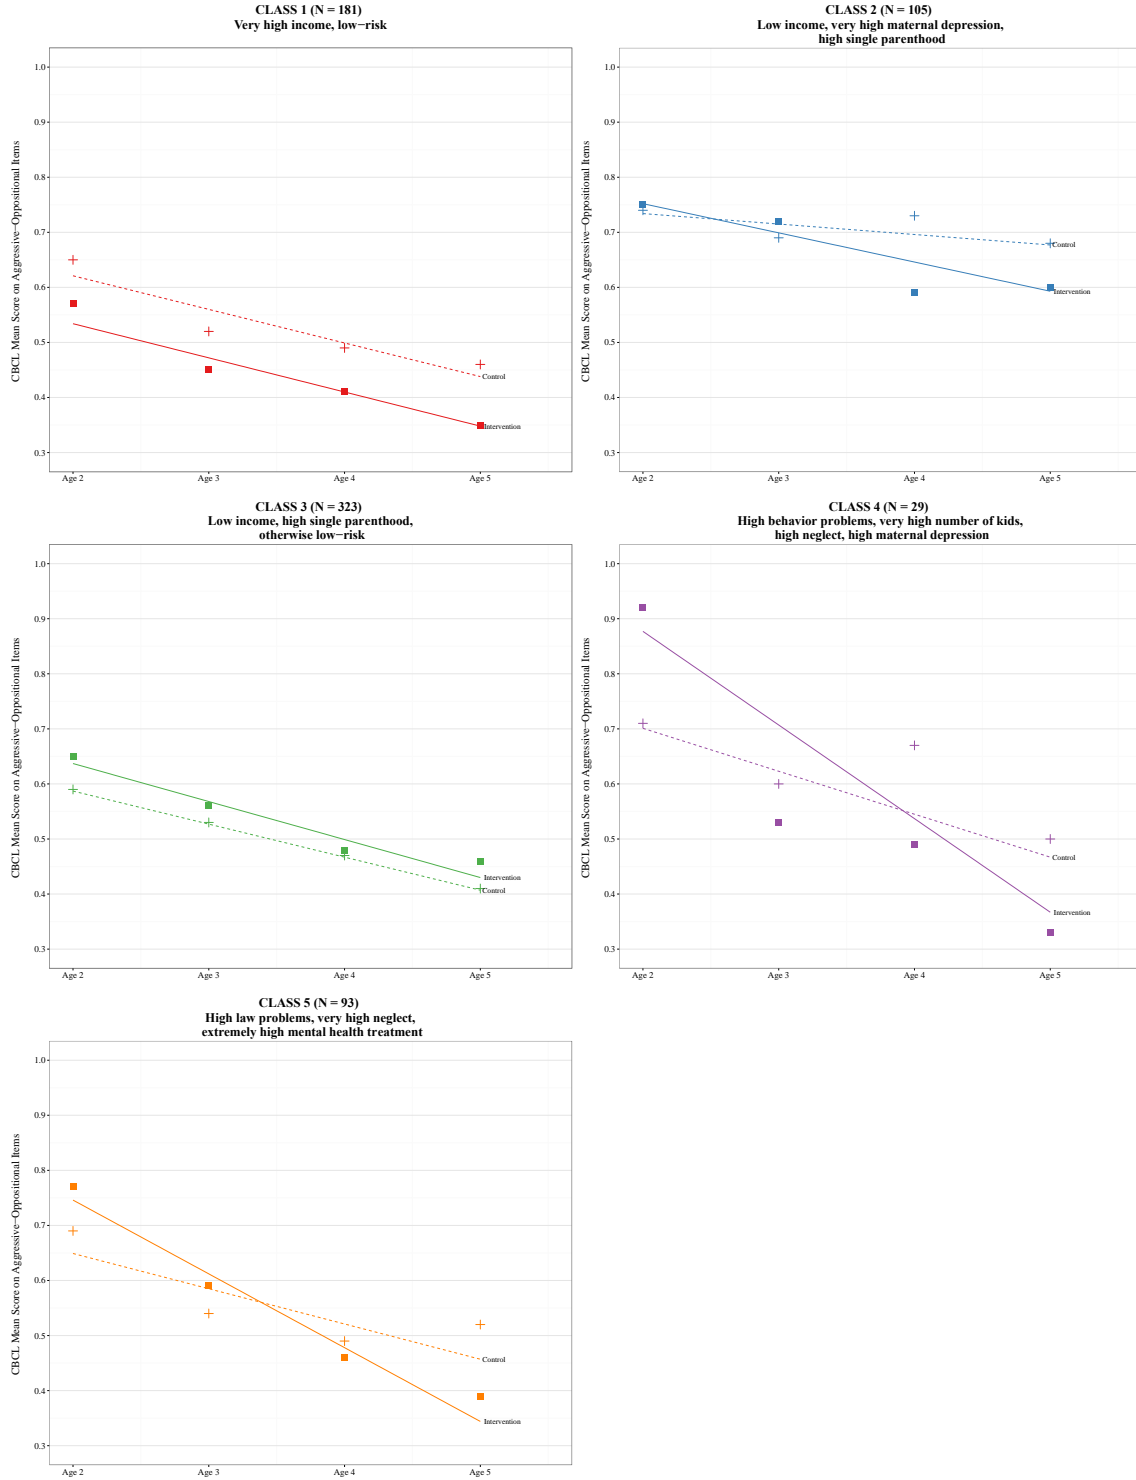 CLASS 1 (N = 181)
Very high income, low−risk
CBCL Mean Score on Aggressive−Oppositional Items
1.0
0.9
0.8
0.7
0.6
0.5
0.4
0.3
Control
Intervention
Age 2
Age 3
Age 4
Age 5
CLASS 2 (N = 105)
Low income, very high maternal depression,
high single parenthood
CBCL Mean Score on Aggressive−Oppositional Items
1.0
0.9
0.8
0.7
0.6
0.5
0.4
0.3
Control
Intervention
Age 2
Age 3
Age 4
Age 5
CLASS 3 (N = 323)
Low income, high single parenthood,
otherwise low−risk
CBCL Mean Score on Aggressive−Oppositional Items
1.0
0.9
0.8
0.7
0.6
0.5
0.4
0.3
Intervention
Control
Age 2
Age 3
Age 4
Age 5
CLASS 4 (N = 29)
High behavior problems, very high number of kids,
high neglect, high maternal depression
CBCL Mean Score on Aggressive−Oppositional Items
1.0
0.9
0.8
0.7
0.6
0.5
0.4
0.3
Control
Intervention
Age 2
Age 3
Age 4
Age 5
CLASS 5 (N = 93)
High law problems, very high neglect,
extremely high mental health treatment
CBCL Mean Score on Aggressive−Oppositional Items
1.0
0.9
0.8
0.7
0.6
0.5
0.4
0.3
Control
Intervention
Age 2
Age 3
Age 4
Age 5